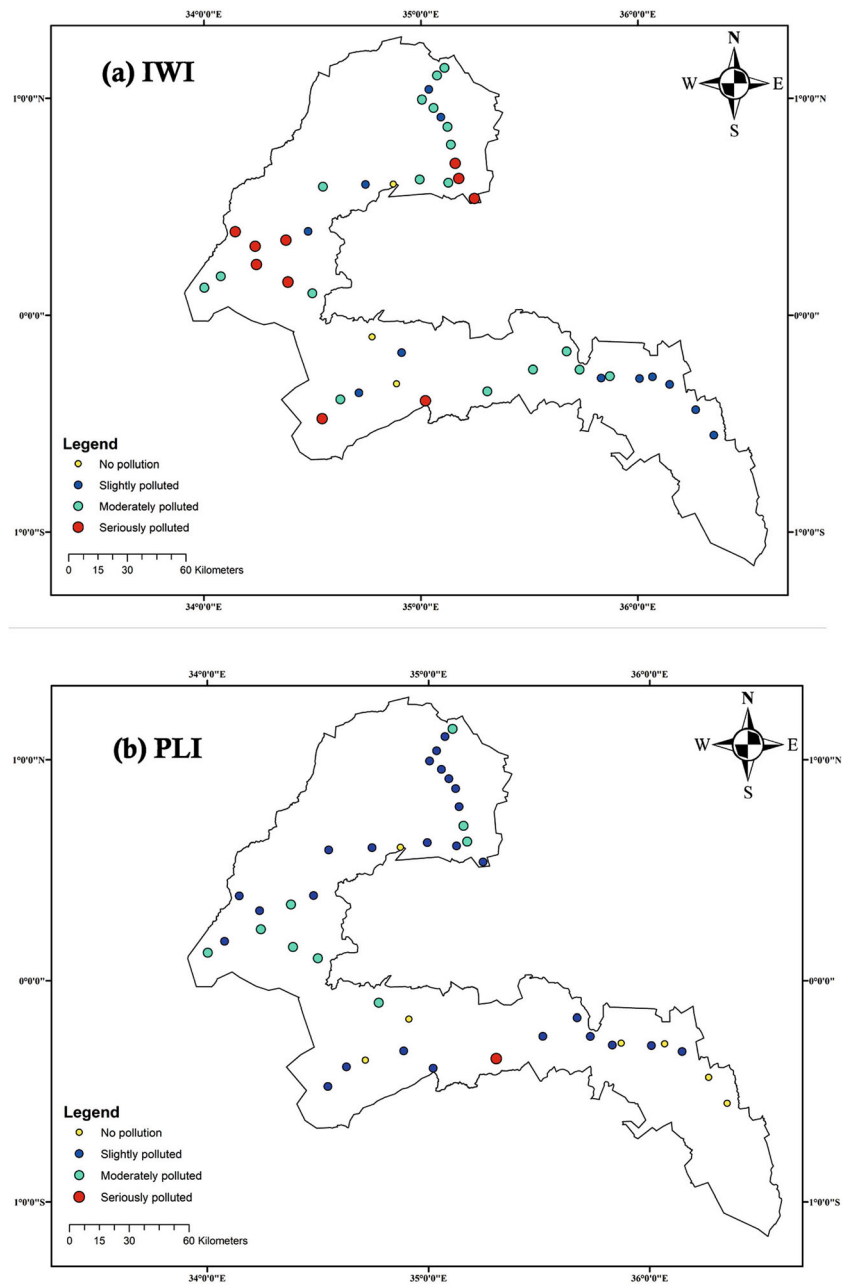 34°0'0"E 35°0'0"E 36°0'0"E
(a) IWI
N
W E
S
1°0'0"N 1°0'0"N
0°0'0" 0°0'0"
Legend
No pollution
Slightly polluted
Moderately polluted
Seriously polluted
1°0'0"S 1°0'0"S
0 15 30 60 Kilometers
34°0'0"E 35°0'0"E 36°0'0"E
34°0'0"E 35°0'0"E 36°0'0"E
(b) PLI
N
W E
S
1°0'0"N 1°0'0"N
0°0'0" 0°0'0"
Legend
No pollution
Slightly pulluted
Moderately polluted
Seriously polluted
1°0'0"S 1°0'0"S
0 15 30 60 Kilometers
34°0'0"E 35°0'0"E 36°0'0"E